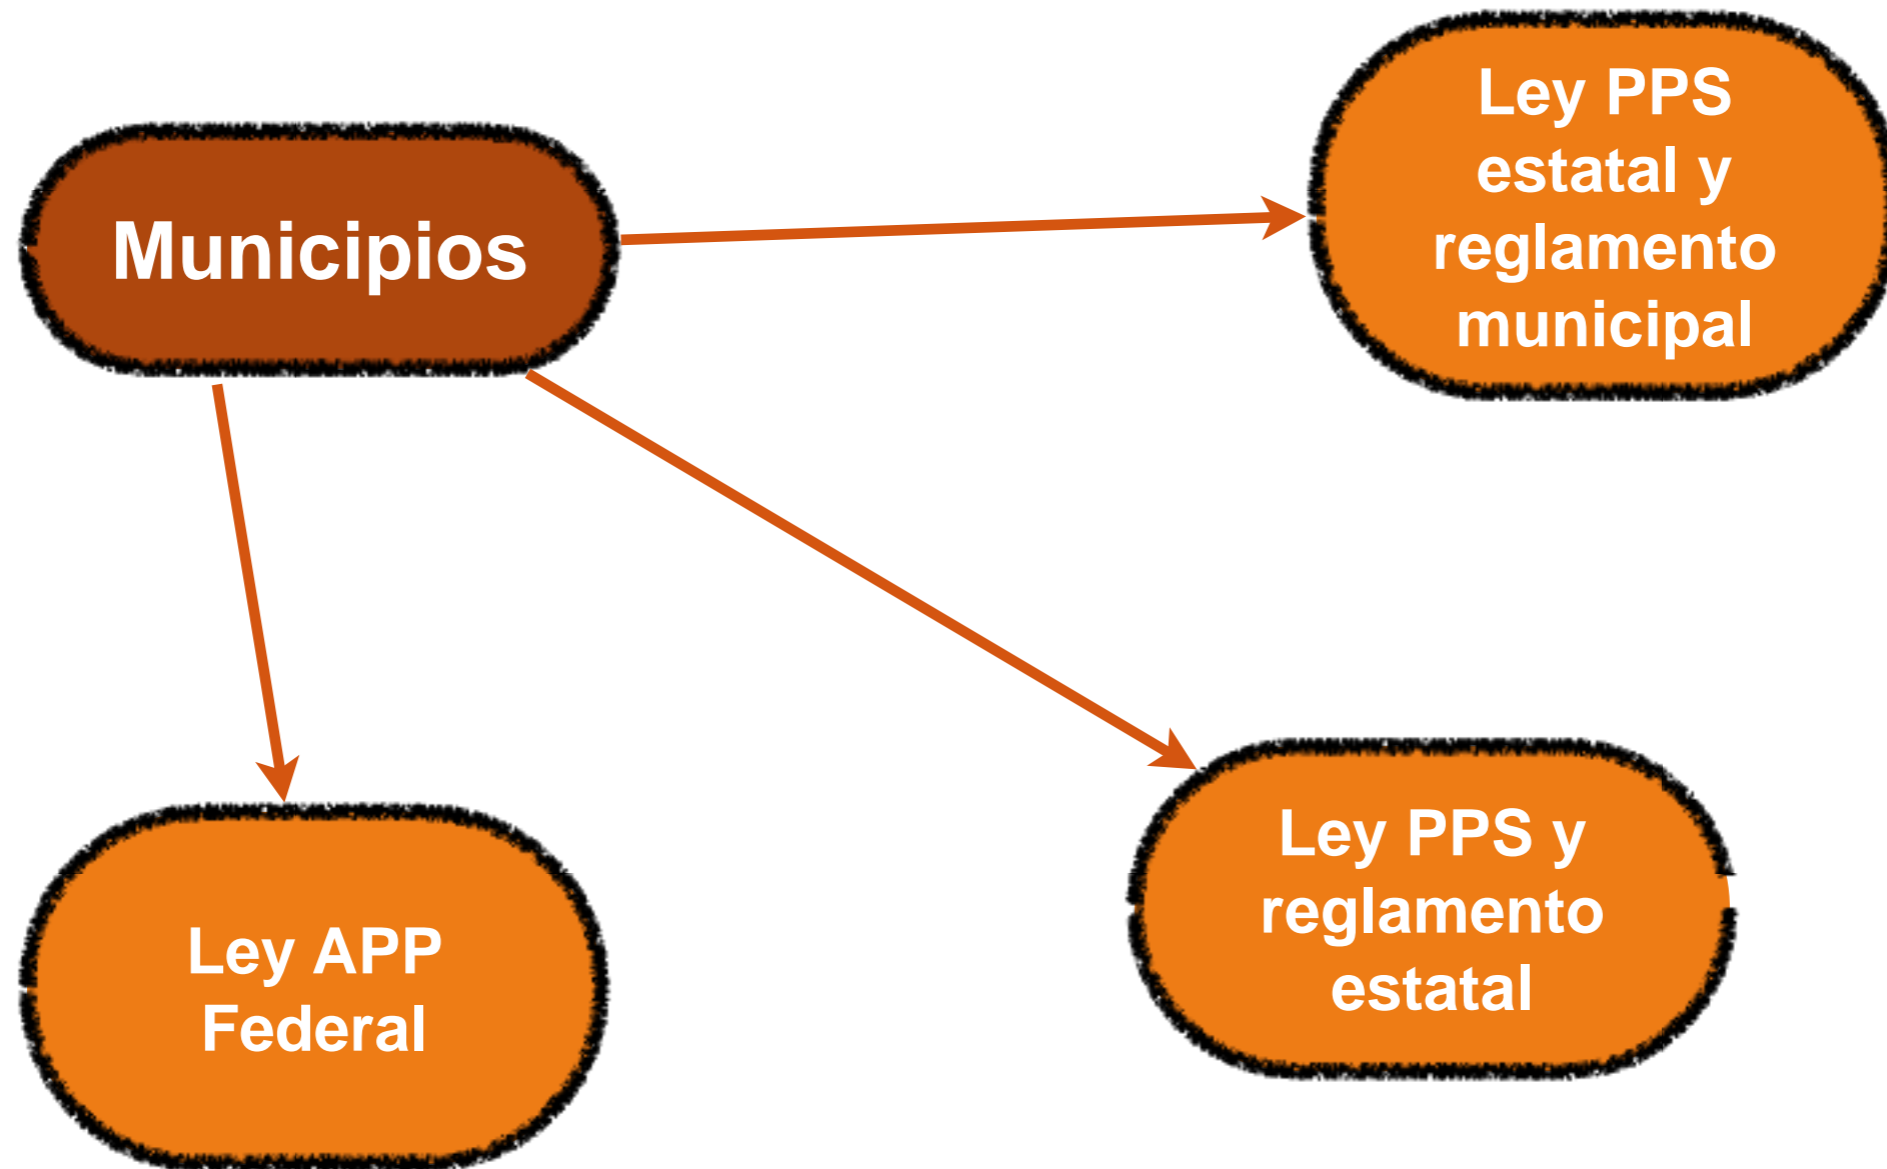 Municipios
Ley PPS
estatal y
reglamento
municipal
Ley APP
Federal
Ley PPS y
reglamento
estatal